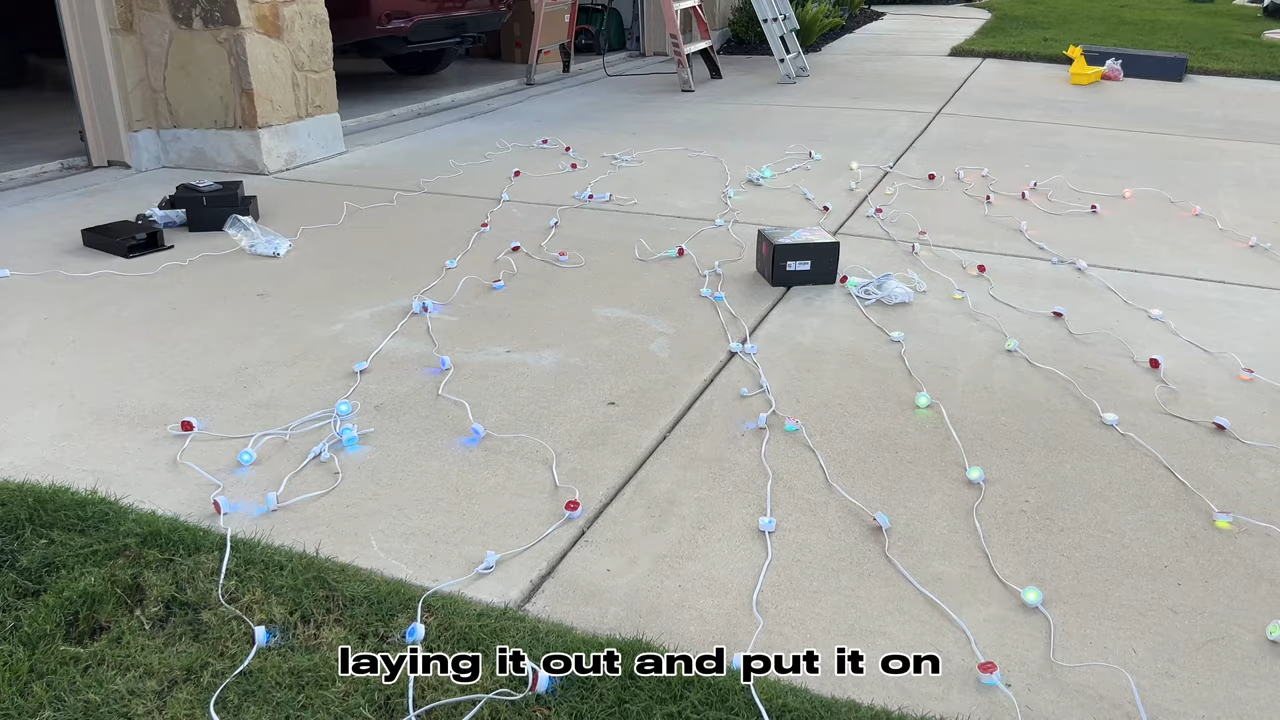 laying it out and put it on